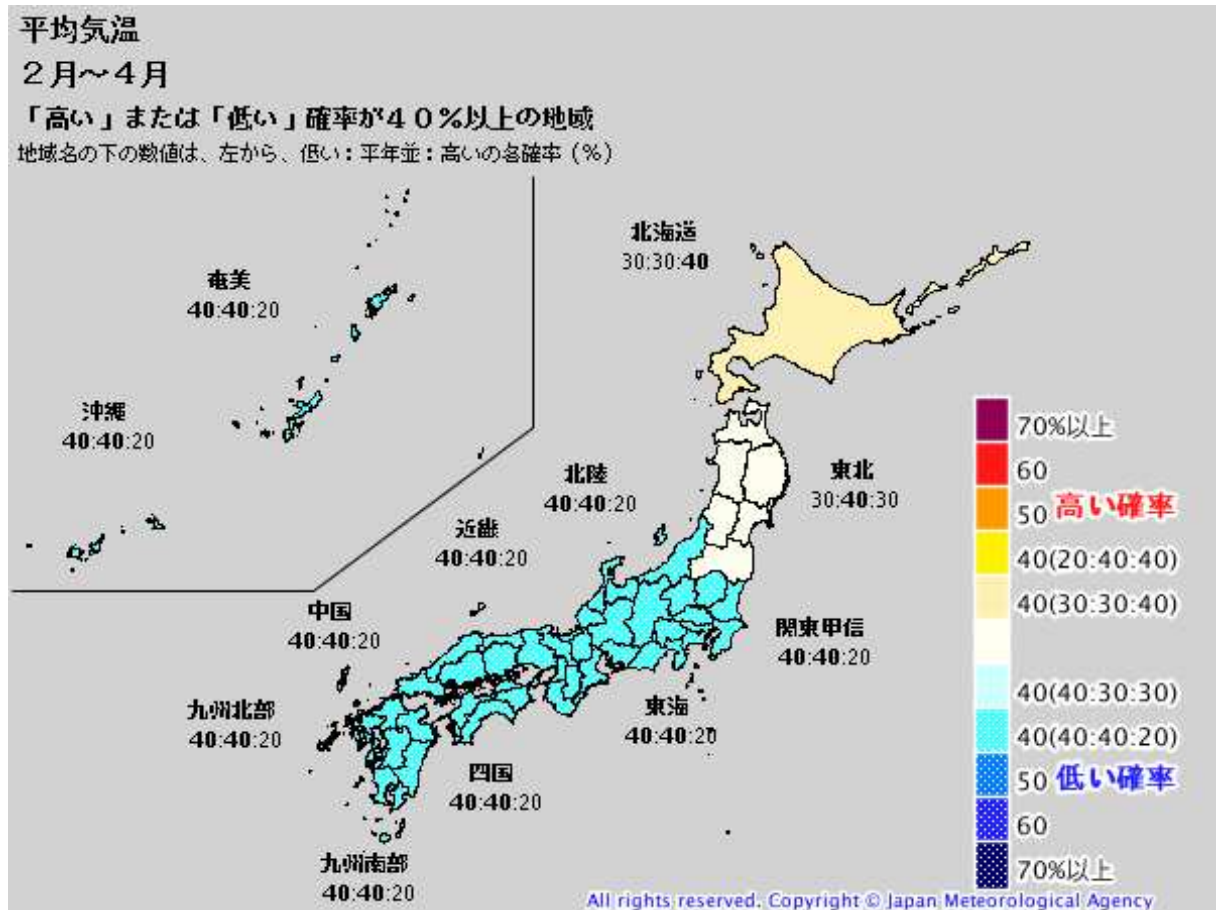 平均気温
2月~4月
「高い」または「低い」確率が40%以上の地域
地域名の下の数値は、左から、低い:平年並:高いの各確率(%)
北海道
30:30:40
奄美
40:40:20
沖縄
40:40:20
北陸
40:40:20
東北
30:40:30
近畿
40:40:20
中国
40:40:20
関東甲信
40:40:20
九州北部
40:40:20
東海
40:40:20
四国
40:40:20
九州南部
40:40:20
70%以上
60
50 高い確率
40(20:40:40)
40(30:30:40)
40(40:30:30)
40(40:40:20)
50 低い確率
60
70%以上
All rights reserved. Copyright © Japan Meteorological Agency